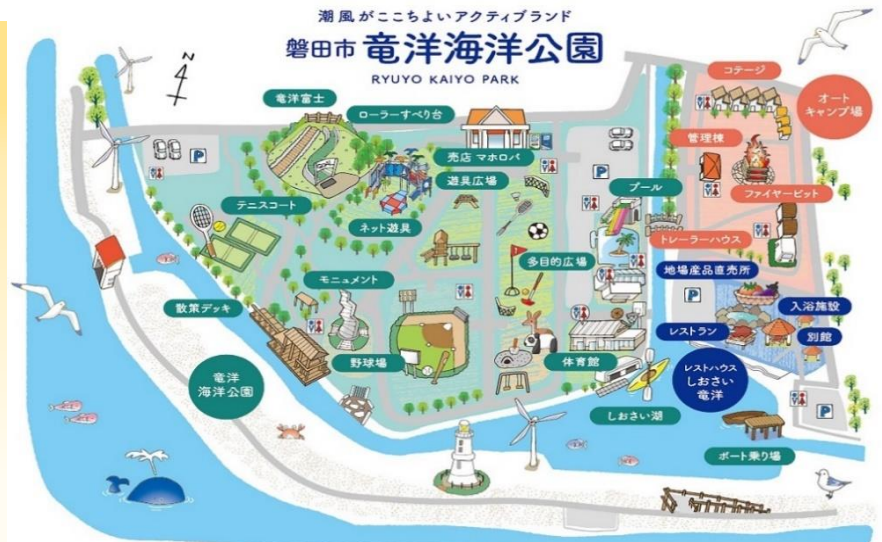 潮風がここちよいアクティブランド
磐田市 竜洋海洋公園
RYUYO KAIYO PARK
N
コテージ
オート
キャンプ場
竜洋富士
ローラーすべり台
管理棟
P
売店 マホロバ
P
遊具広場
プール
ファイヤーピット
テニスコート
ネット遊具
トレーラーハウス
多目的広場
地場産品直売所
モニュメント
P
入浴施設
散策デッキ
レストラン
別館
野球場
体育館
竜洋
海洋公園
レストハウス
しおさい
竜洋
しおさい湖
P
ボート乗り場